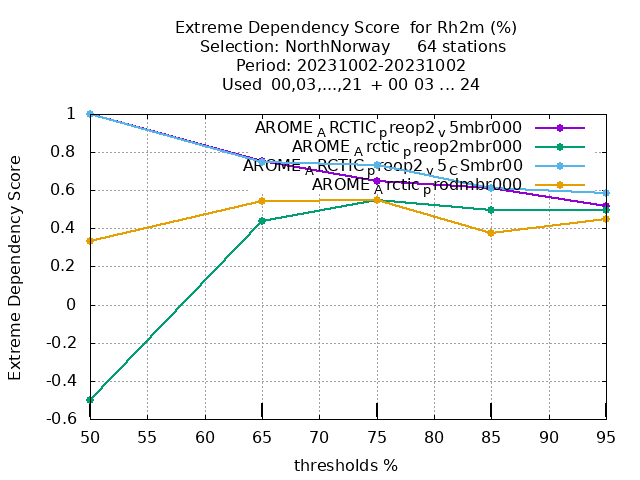 Extreme Dependency Score for Rh2m (%)
Selection: NorthNorway 64 stations
Period: 20231002-20231002
Used 00,03,...,21 + 00 03 ... 24
Extreme Dependency Score
1
0.8
0.6
0.4
0.2
0
-0.2
-0.4
-0.6
AROME_ARCTIC_preop2_v5mbr000
AROME_Arctic_preop2mbr000
AROME_ARCTIC_preop2_v5_CSmbr00
AROME_Arctic_prodmbr000
50 55 60 65 70 75 80 85 90 95
thresholds %